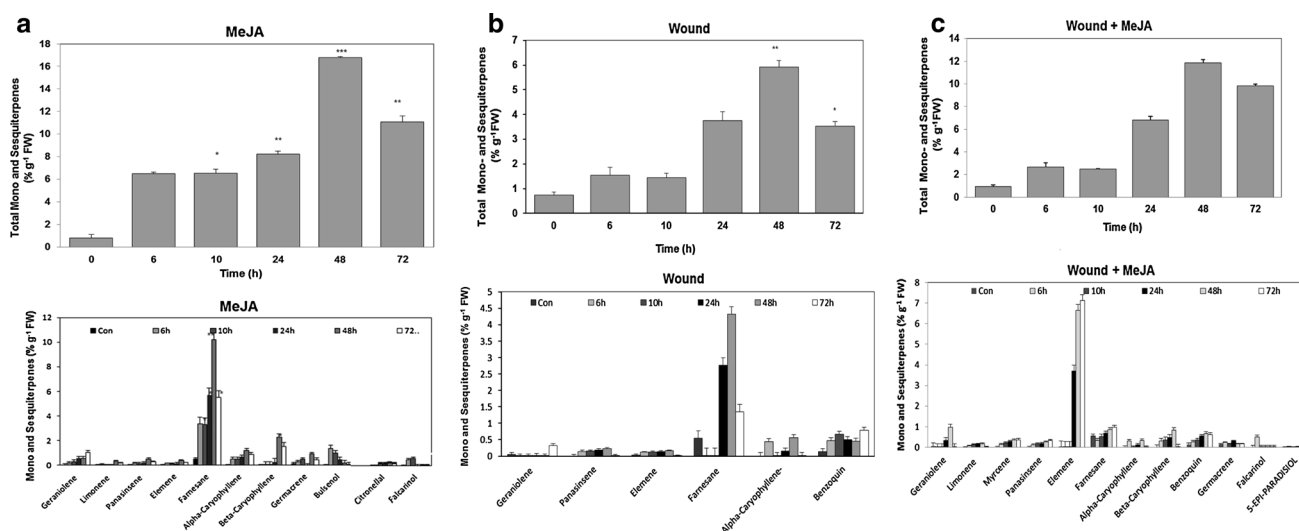 a
MeJA
Total Mono and Sesquiterpenes
(% g-1 FW)
18
16
14
12
10
8
6
4
2
0
*
**
***
**
0 6 10 24 48 72
Time (h)
MeJA
Mono and Sesquiterpenes (% g-1 FW)
12
10
8
6
4
2
0
Con 6h 10h 24h 48h 72..
Geraniolene Limonene Panasinsene Elemene Farnesane Alpha-Caryophyllene Beta-Caryophyllene Germacrene Bulsenol Citronellal Falcarinol
b
Wound
Total Mono- and Sesquiterpenes
(% g-1 FW)
7
6
5
4
3
2
1
0
**
*
0 6 10 24 48 72
Time (h)
Wound
Mono and Sesquiterpenes (% g-1 FW)
5
4.5
4
3.5
3
2.5
2
1.5
1
0.5
0
Con 6h 10h 24h 48h 72h
Geraniolene Panasinsene Elemene Farnesane Alpha-Caryophyllene- Benzoquin
c
Wound + MeJA
Total Mono- and Sesquiterpenes
(% g-1 FW)
14
12
10
8
6
4
2
0
0 6 10 24 48 72
Time (h)
Wound + MeJA
Mono and Sesquiterpenes (% g-1 FW)
8
7
6
5
4
3
2
1
0
Con 6h 10h 24h 48h 72h
Geraniolene Limonene Myrcene Panasinsene Elemene Farnesane Alpha-Caryophyllene Beta-Caryophyllene Benzoquin Germacrene Falcarinol 5-EPI-PARADISIOL